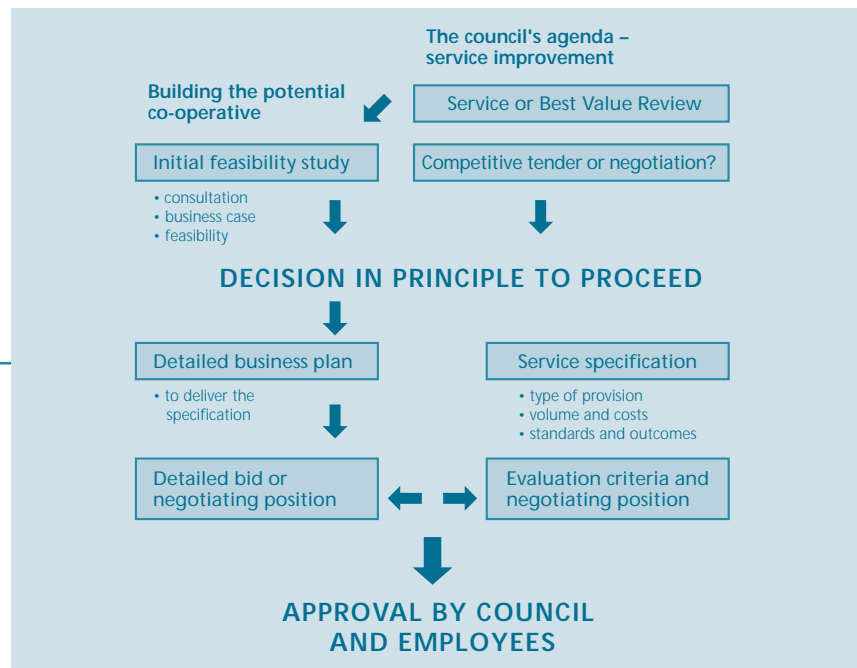 The council's agenda –
service improvement
Building the potential
co-operative
Service or Best Value Review
Initial feasibility study
• consultation
• business case
• feasibility
Competitive tender or negotiation?
DECISION IN PRINCIPLE TO PROCEED
Detailed business plan
• to deliver the
specification
Service specification
• type of provision
• volume and costs
• standards and outcomes
Detailed bid or
negotiating position
Evaluation criteria and
negotiating position
APPROVAL BY COUNCIL
AND EMPLOYEES